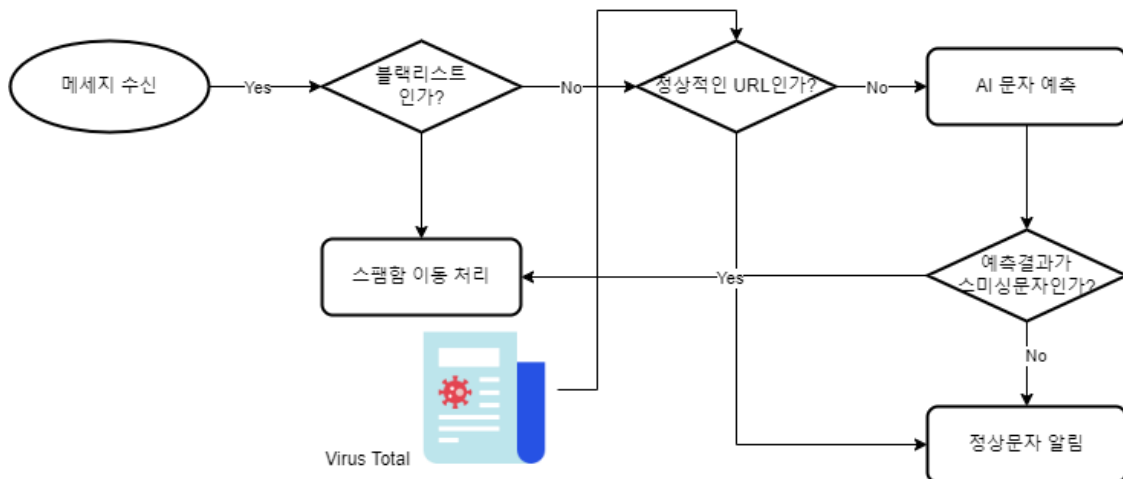 메세지 수신
Yes
블랙리스트
인가?
No
정상적인 URL인가?
No
AI 문자 예측
스팸함 이동 처리
Yes
예측결과가
스미싱문자인가?
No
Virus Total
정상문자 알림